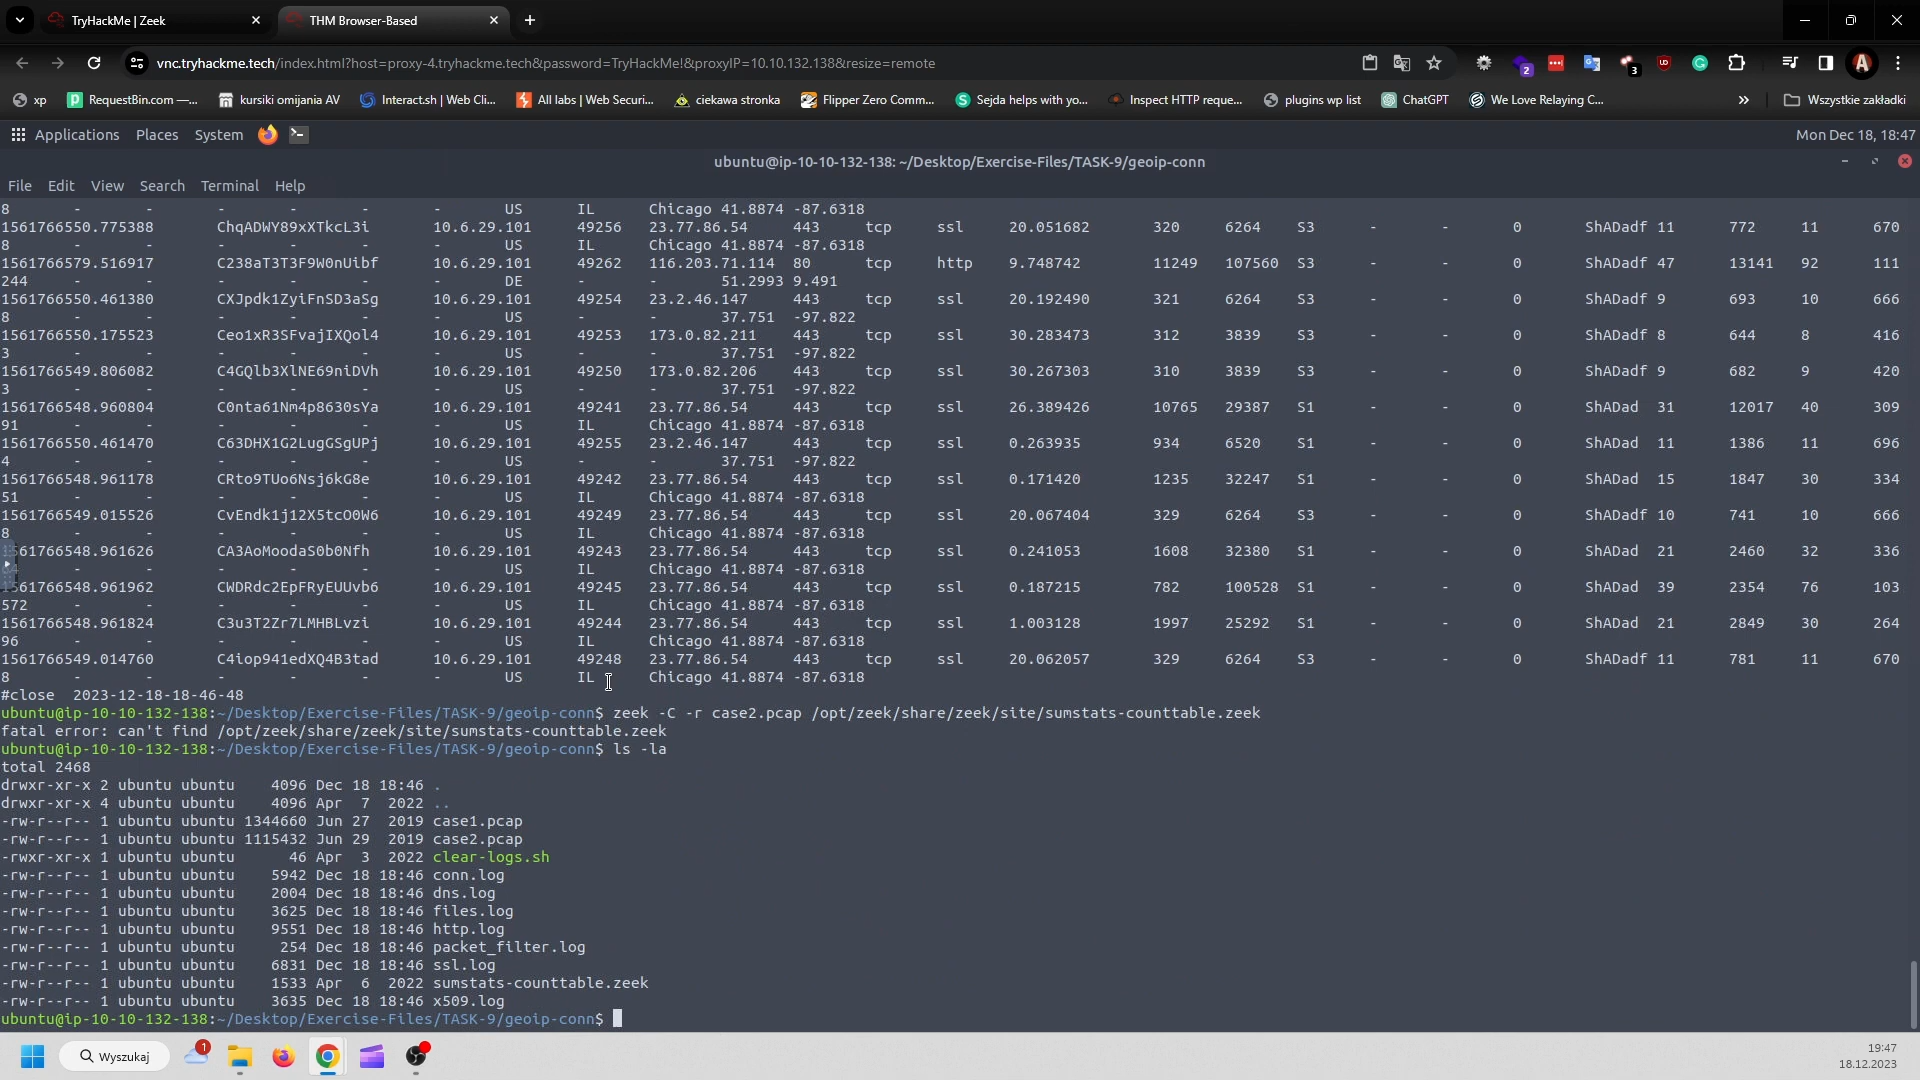 TryHackMe | Zeek
THM Browser-Based
vnc.tryhackme.tech/index.html?host=proxy-4.tryhackme.tech&password=TryHackMe!&proxyIP=10.10.132.138&resize=remote
2
3
A
xp RequestBin.com —... kursiki omijania AV Interact.sh | Web Cli... All labs | Web Securi... ciekawa stronka Flipper Zero Comm... Sejda helps with yo... Inspect HTTP reque... plugins wp list ChatGPT We Love Relaying C... » Wszystkie zakładki
Applications Places System Mon Dec 18, 18:47
ubuntu@ip-10-10-132-138: ~/Desktop/Exercise-Files/TASK-9/geoip-conn
File Edit View Search Terminal Help
8 - - - - - - US IL Chicago 41.8874 -87.6318
1561766550.775388 ChqADWY89xXTkcL3i 10.6.29.101 49256 23.77.86.54 443 tcp ssl 20.051682 320 6264 S3 - - 0 ShADadf 11 772 11 670
8 - - - - - - US IL Chicago 41.8874 -87.6318
1561766579.516917 C238aT3T3F9W0nUibf 10.6.29.101 49262 116.203.71.114 80 tcp http 9.748742 11249 107560 S3 - - 0 ShADadf 47 13141 92 111
244 - - - - - - DE - - 51.2993 9.491
1561766550.461380 CXJpdk1ZyiFnSD3aSg 10.6.29.101 49254 23.2.46.147 443 tcp ssl 20.192490 321 6264 S3 - - 0 ShADadf 9 693 10 666
8 - - - - - - US - - 37.751 -97.822
1561766550.175523 Ceo1xR3SFvajIXQol4 10.6.29.101 49253 173.0.82.211 443 tcp ssl 30.283473 312 3839 S3 - - 0 ShADadf 8 644 8 416
3 - - - - - - US - - 37.751 -97.822
1561766549.806082 C4GQlb3XlNE69niDVh 10.6.29.101 49250 173.0.82.206 443 tcp ssl 30.267303 310 3839 S3 - - 0 ShADadf 9 682 9 420
3 - - - - - - US - - 37.751 -97.822
1561766548.960804 C0nta61Nm4p8630sYa 10.6.29.101 49241 23.77.86.54 443 tcp ssl 26.389426 10765 29387 S1 - - 0 ShADad 31 12017 40 309
91 - - - - - - US IL Chicago 41.8874 -87.6318
1561766550.461470 C63DHX1G2LugGSgUPj 10.6.29.101 49255 23.2.46.147 443 tcp ssl 0.263935 934 6520 S1 - - 0 ShADad 11 1386 11 696
4 - - - - - - US - - 37.751 -97.822
1561766548.961178 CRto9TUo6Nsj6kG8e 10.6.29.101 49242 23.77.86.54 443 tcp ssl 0.171420 1235 32247 S1 - - 0 ShADad 15 1847 30 334
51 - - - - - - US IL Chicago 41.8874 -87.6318
1561766549.015526 CvEndk1j12X5tcO0W6 10.6.29.101 49249 23.77.86.54 443 tcp ssl 20.067404 329 6264 S3 - - 0 ShADadf 10 741 10 666
8 - - - - - - US IL Chicago 41.8874 -87.6318
1561766548.961626 CA3AoMoodaS0b0Nfh 10.6.29.101 49243 23.77.86.54 443 tcp ssl 0.241053 1608 32380 S1 - - 0 ShADad 21 2460 32 336
- - - - - US IL Chicago 41.8874 -87.6318
1561766548.961962 CWDRdc2EpFRyEUUvb6 10.6.29.101 49245 23.77.86.54 443 tcp ssl 0.187215 782 100528 S1 - - 0 ShADad 39 2354 76 103
572 - - - - - - US IL Chicago 41.8874 -87.6318
1561766548.961824 C3u3T2Zr7LMHBLvzi 10.6.29.101 49244 23.77.86.54 443 tcp ssl 1.003128 1997 25292 S1 - - 0 ShADad 21 2849 30 264
96 - - - - - - US IL Chicago 41.8874 -87.6318
1561766549.014760 C4iop941edXQ4B3tad 10.6.29.101 49248 23.77.86.54 443 tcp ssl 20.062057 329 6264 S3 - - 0 ShADadf 11 781 11 670
8 - - - - - - US IL Chicago 41.8874 -87.6318
#close 2023-12-18-18-46-48
ubuntu@ip-10-10-132-138:~/Desktop/Exercise-Files/TASK-9/geoip-conn$ zeek -C -r case2.pcap /opt/zeek/share/zeek/site/sumstats-counttable.zeek
fatal error: can't find /opt/zeek/share/zeek/site/sumstats-counttable.zeek
ubuntu@ip-10-10-132-138:~/Desktop/Exercise-Files/TASK-9/geoip-conn$ ls -la
total 2468
drwxr-xr-x 2 ubuntu ubuntu 4096 Dec 18 18:46 .
drwxr-xr-x 4 ubuntu ubuntu 4096 Apr 7 2022 ..
-rw-r--r-- 1 ubuntu ubuntu 1344660 Jun 27 2019 case1.pcap
-rw-r--r-- 1 ubuntu ubuntu 1115432 Jun 29 2019 case2.pcap
-rwxr-xr-x 1 ubuntu ubuntu 46 Apr 3 2022 clear-logs.sh
-rw-r--r-- 1 ubuntu ubuntu 5942 Dec 18 18:46 conn.log
-rw-r--r-- 1 ubuntu ubuntu 2004 Dec 18 18:46 dns.log
-rw-r--r-- 1 ubuntu ubuntu 3625 Dec 18 18:46 files.log
-rw-r--r-- 1 ubuntu ubuntu 9551 Dec 18 18:46 http.log
-rw-r--r-- 1 ubuntu ubuntu 254 Dec 18 18:46 packet_filter.log
-rw-r--r-- 1 ubuntu ubuntu 6831 Dec 18 18:46 ssl.log
-rw-r--r-- 1 ubuntu ubuntu 1533 Apr 6 2022 sumstats-counttable.zeek
-rw-r--r-- 1 ubuntu ubuntu 3635 Dec 18 18:46 x509.log
ubuntu@ip-10-10-132-138:~/Desktop/Exercise-Files/TASK-9/geoip-conn$
Wyszukaj
1
19:47
18.12.2023